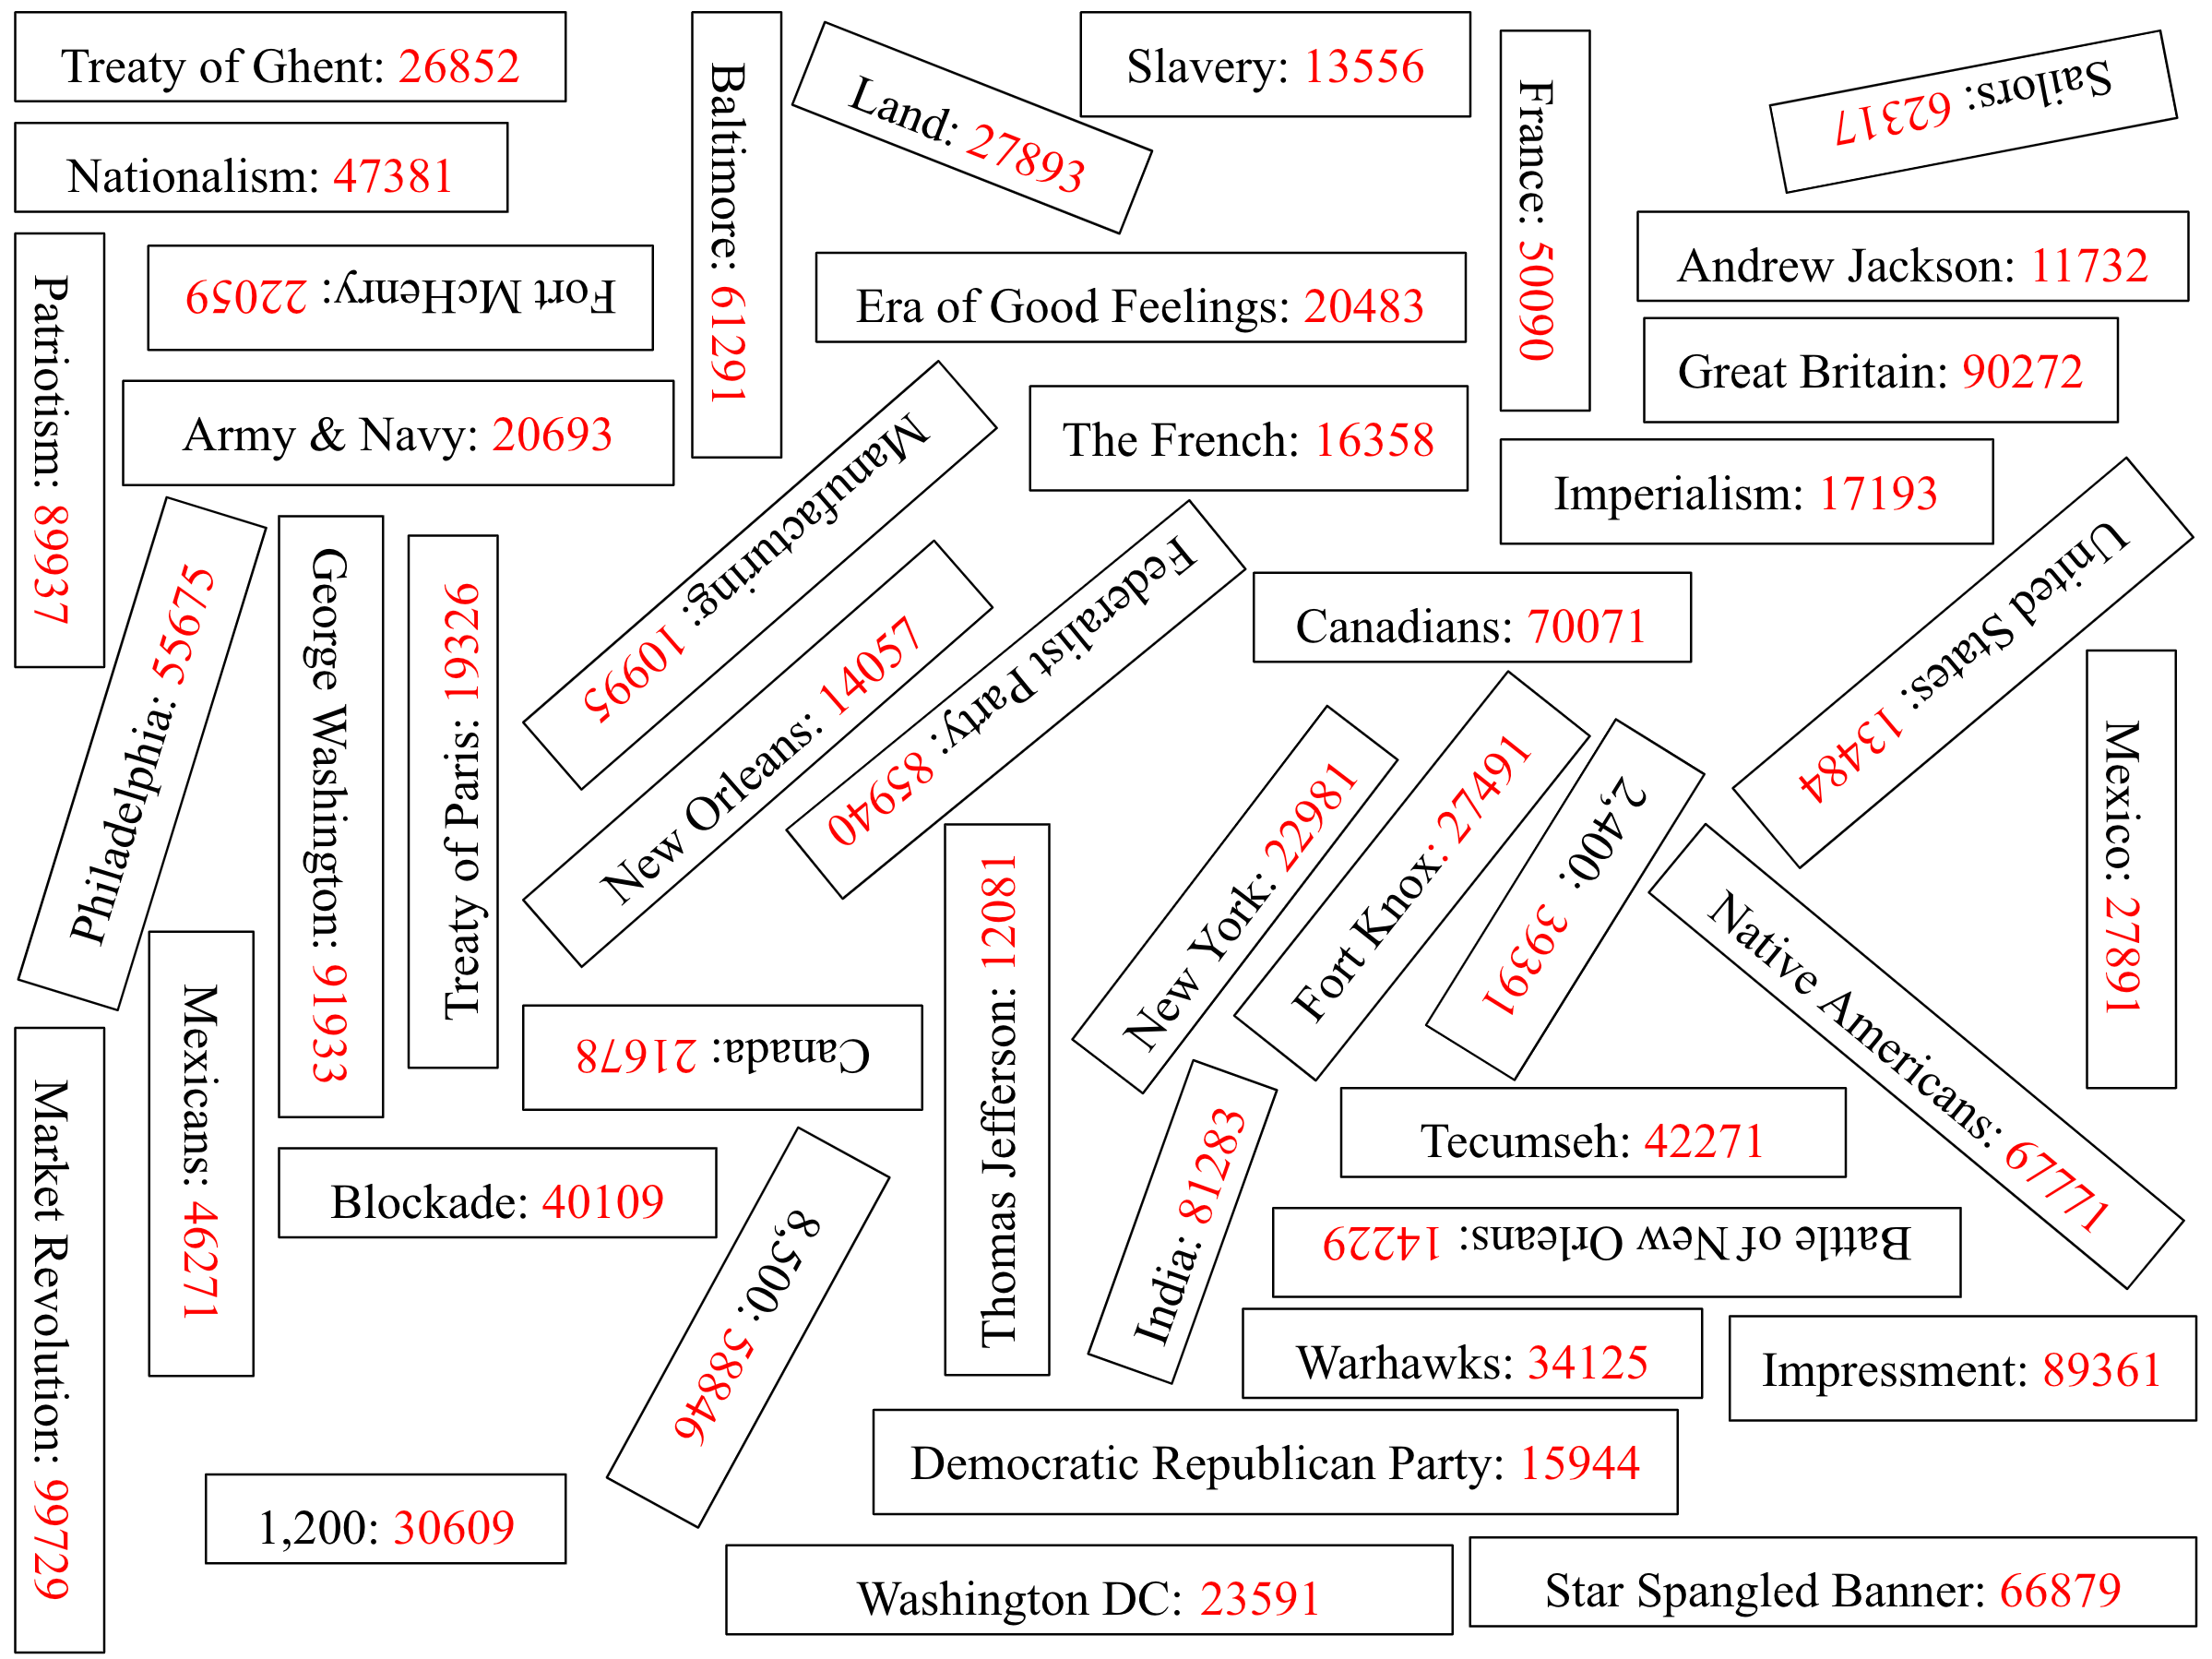 Treaty of Ghent: 26852
Baltimore: 61291
Land: 27893
Slavery: 13556
France: 50090
Sailors: 62317
Nationalism: 47381
Andrew Jackson: 11732
Patriotism: 89937
Fort McHenry: 22059
Era of Good Feelings: 20483
Great Britain: 90272
Army & Navy: 20693
Manufacturing: 10995
The French: 16358
Imperialism: 17193
United States: 13484
Philadelphia: 55675
George Washington: 91933
Treaty of Paris: 19326
New Orleans: 14057
Federalist Party: 85940
Canadians: 70071
Mexico: 27891
New York: 22981
Fort Knox: 27491
2,400: 39391
Native Americans: 67771
Thomas Jefferson: 12081
Mexicans: 46271
Canada: 21678
Market Revolution: 99729
India: 81283
Tecumseh: 42271
Blockade: 40109
8,500: 58846
Battle of New Orleans: 14229
Warhawks: 34125
Impressment: 89361
Democratic Republican Party: 15944
1,200: 30609
Washington DC: 23591
Star Spangled Banner: 66879